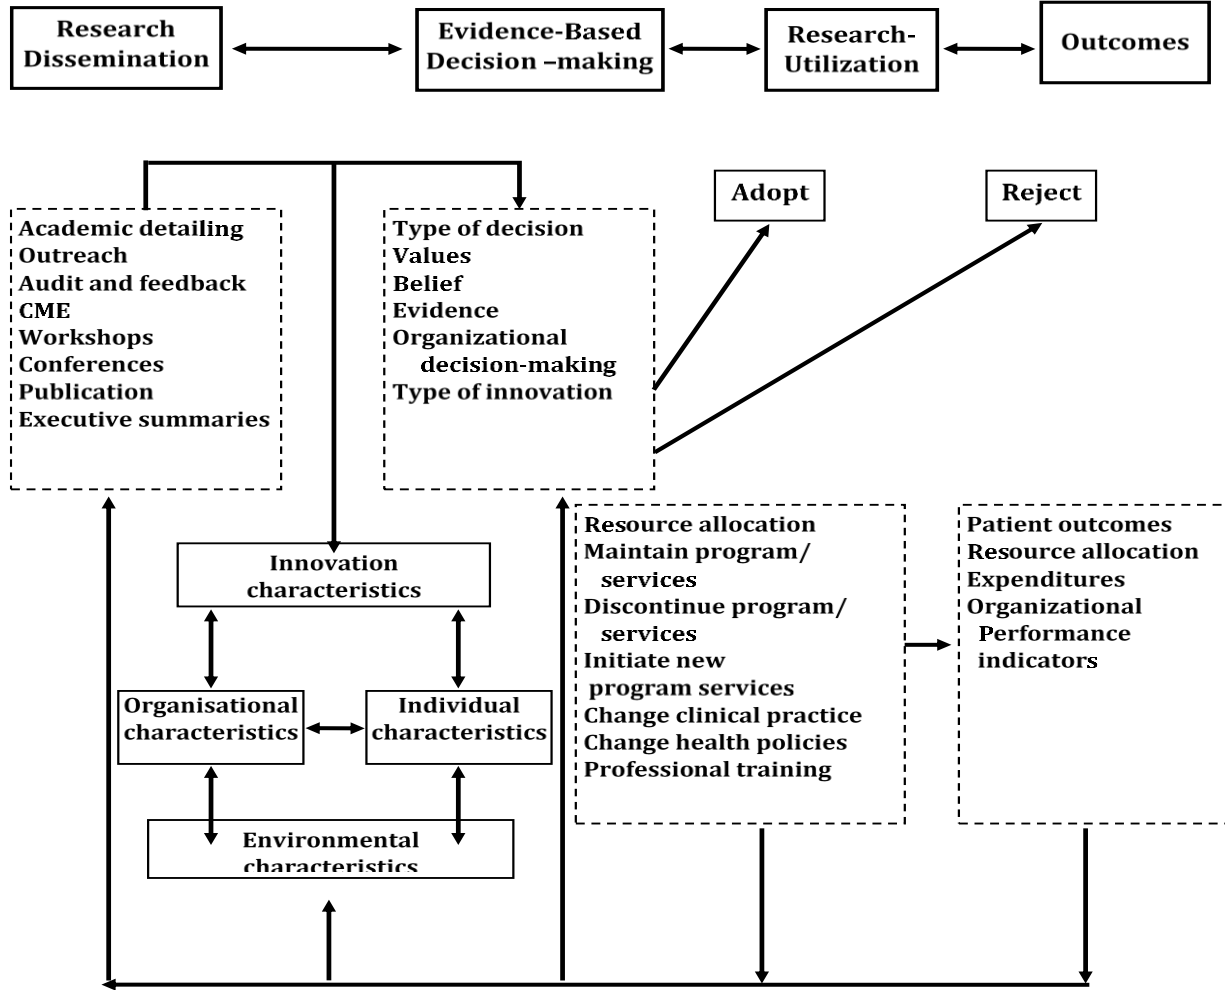 Research
Dissemination
Evidence-Based
Decision –making
Research-
Utilization
Outcomes
Adopt
Reject
Academic detailing
Outreach
Audit and feedback
CME
Workshops
Conferences
Publication
Executive summaries
Type of decision
Values
Belief
Evidence
Organizational
decision-making
Type of innovation
Innovation
characteristics
Organisational
characteristics
Individual
characteristics
Environmental
characteristics
Resource allocation
Maintain program/
services
Discontinue program/
services
Initiate new
program services
Change clinical practice
Change health policies
Professional training
Patient outcomes
Resource allocation
Expenditures
Organizational
Performance
indicators